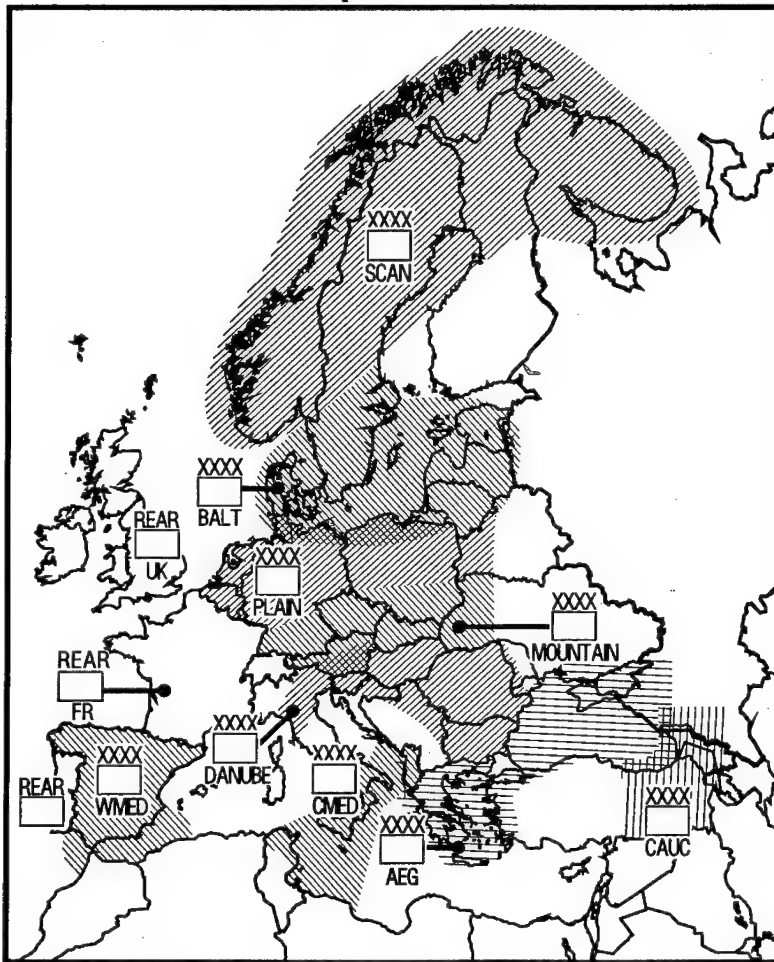 XXXX
SCAN
XXXX
BALT
REAR
UK
XXXX
PLAIN
XXXX
MOUNTAIN
REAR
FR
XXXX
DANUBE
XXXX
WMED
REAR
XXXX
CMED
XXXX
AEG
XXXX
CAUC